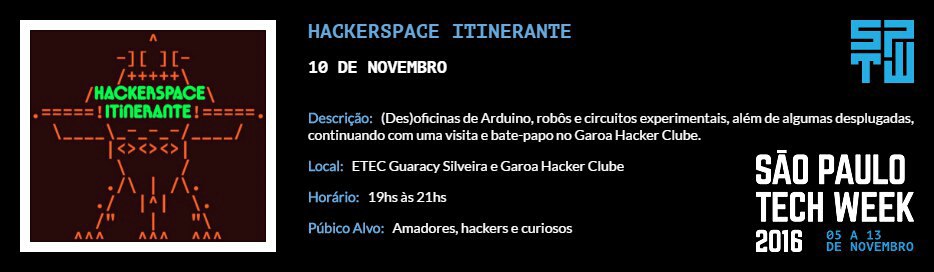 HACKERSPACE
ITINERANTE
HACKERSPACE ITINERANTE
10 DE NOVEMBRO
Descrição: (Des)oficinas de Arduino, robôs e circuitos experimentais, além de algumas desplugadas,
continuando com uma visita e bate-papo no Garoa Hacker Clube.
Local: ETEC Guaracy Silveira e Garoa Hacker Clube
Horário: 19hs às 21hs
Púbico Alvo: Amadores, hackers e curiosos
SPTW
SÃO PAULO
TECH WEEK
2016 05 A 13
DE NOVEMBRO